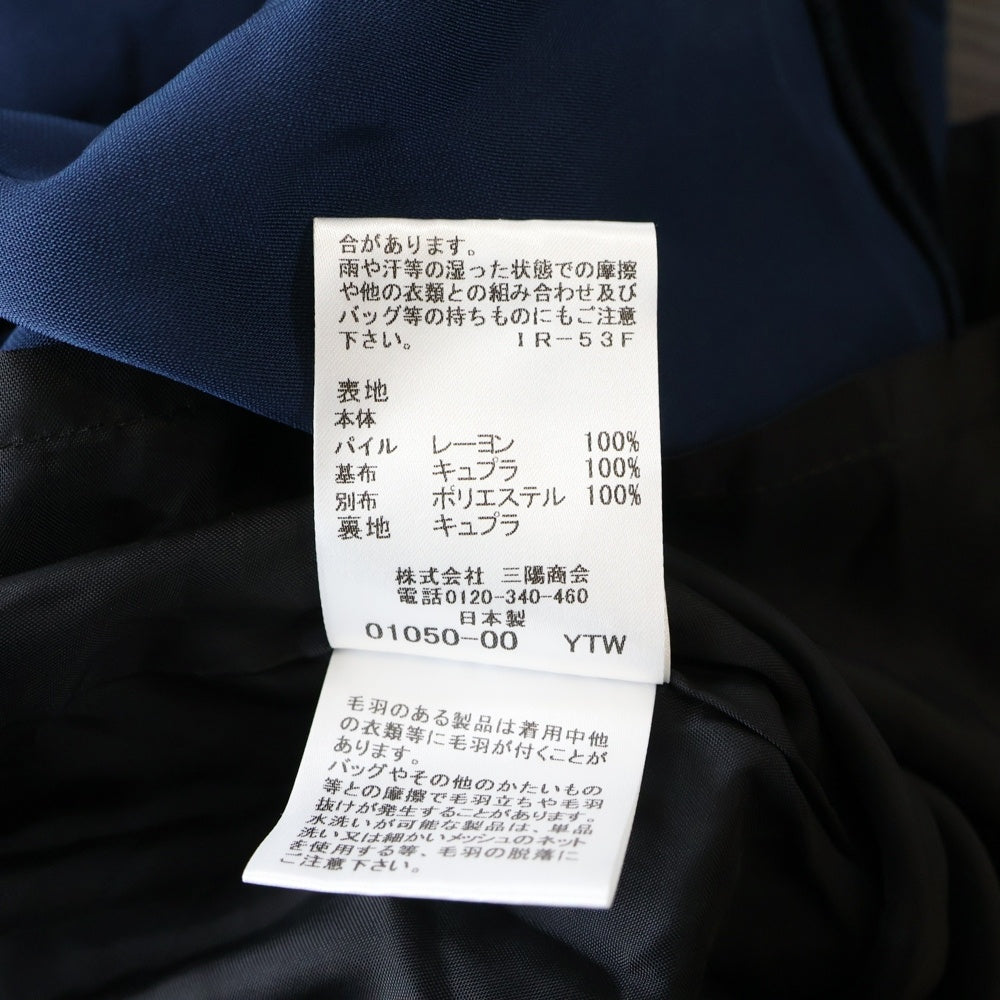 合があります。
雨や汗等の湿った状態での摩擦
や他の衣類との組み合わせ及び
バッグ等の持ちものにもご注意
下さい。 IR-53F
表地
本体
パイル レーヨン 100%
基布 キュプラ 100%
別布 ポリエステル 100%
裏地 キュプラ
株式会社 三陽商会
電話0120-340-460
日本製
01050-00 YTW
毛羽のある製品は着用中他
の衣類等に毛羽が付くことが
あります。
バッグやその他のかたいもの
等との摩擦で毛羽立ちや毛羽
抜けが発生することがあります。
水洗いが可能な製品は、単品
洗い又は細かいメッシュのネット
を使用する等、毛羽の脱落に
ご注意下さい。